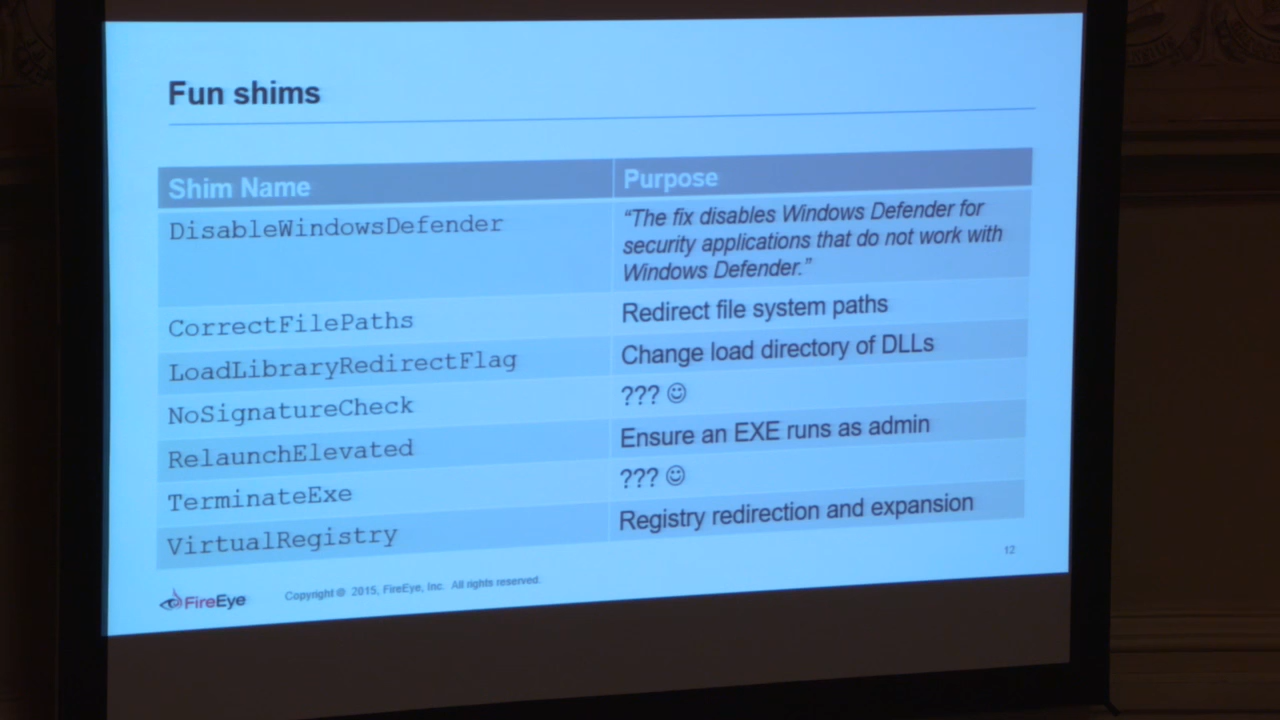 Fun shims
Shim Name
Purpose
DisableWindowsDefender
“The fix disables Windows Defender for
security applications that do not work with
Windows Defender.”
CorrectFilePaths
Redirect file system paths
LoadLibraryRedirectFlag
Change load directory of DLLs
NoSignatureCheck
??? ☺
RelaunchElevated
Ensure an EXE runs as admin
TerminateExe
??? ☺
VirtualRegistry
Registry redirection and expansion
12
FireEye
Copyright © 2015, FireEye, Inc. All rights reserved.